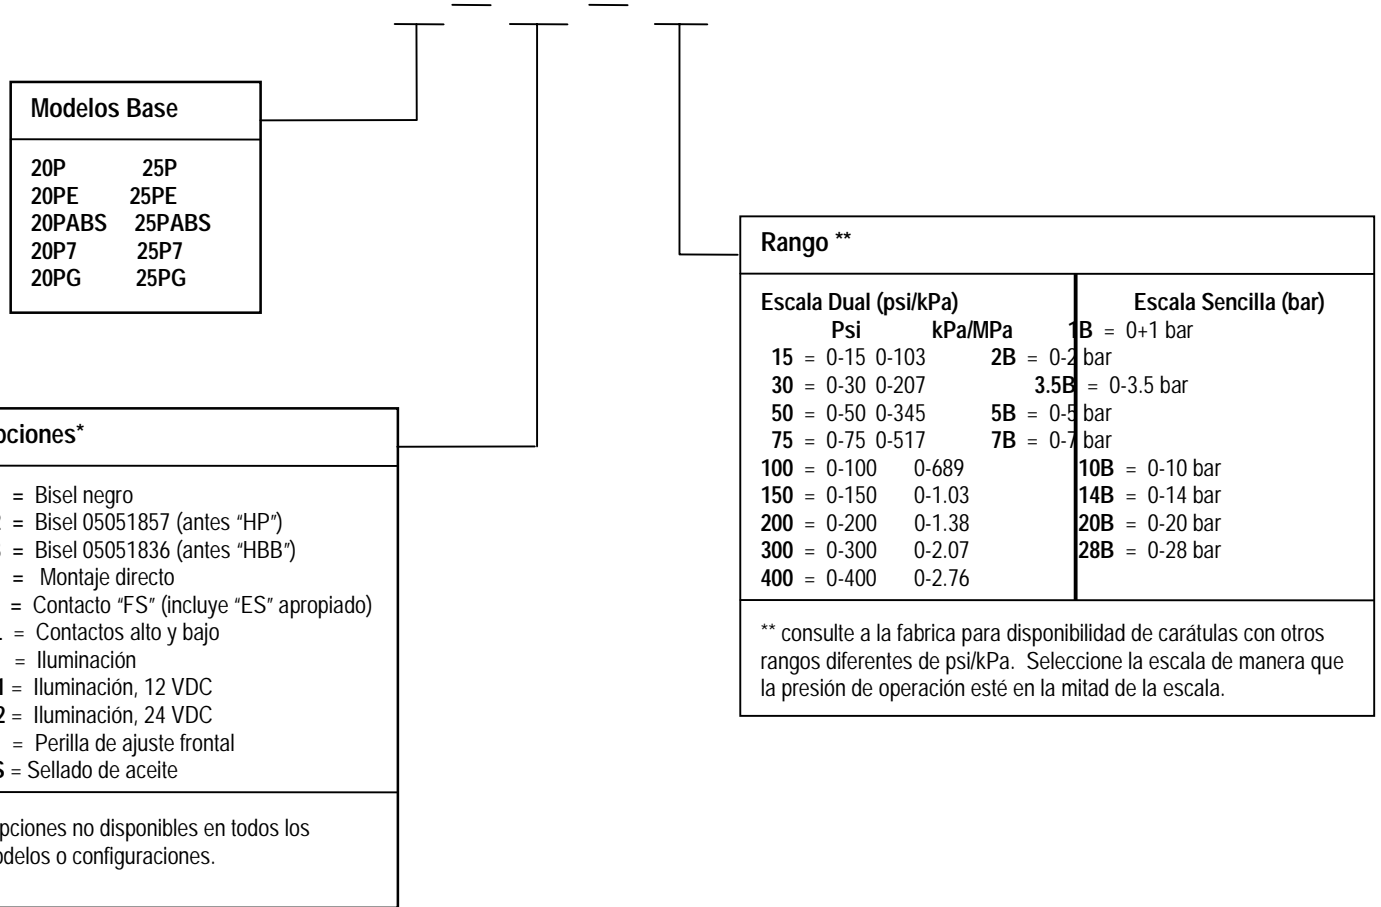 Modelos Base
20P 25P
20PE 25PE
20PABS 25PABS
20P7 25P7
20PG 25PG
Rango **
Escala Dual (psi/kPa) Escala Sencilla (bar)
Psi kPa/MPa 1B = 0+1 bar
15 = 0-15 0-103 2B = 0-2 bar
30 = 0-30 0-207 3.5B = 0-3.5 bar
50 = 0-50 0-345 5B = 0-5 bar
75 = 0-75 0-517 7B = 0-7 bar
100 = 0-100 0-689 10B = 0-10 bar
150 = 0-150 0-1.03 14B = 0-14 bar
200 = 0-200 0-1.38 20B = 0-20 bar
300 = 0-300 0-2.07 28B = 0-28 bar
400 = 0-400 0-2.76
** consulte a la fabrica para disponibilidad de carátulas con otros
rangos diferentes de psi/kPa. Seleccione la escala de manera que
la presión de operación esté en la mitad de la escala.
pciones*
= Bisel negro
= Bisel 05051857 (antes “HP”)
= Bisel 05051836 (antes “HBB”)
= Montaje directo
= Contacto “FS” (incluye “ES” apropiado)
= Contactos alto y bajo
= Iluminación
= Iluminación, 12 VDC
2 = Iluminación, 24 VDC
= Perilla de ajuste frontal
S = Sellado de aceite
pciones no disponibles en todos los
odelos o configuraciones.